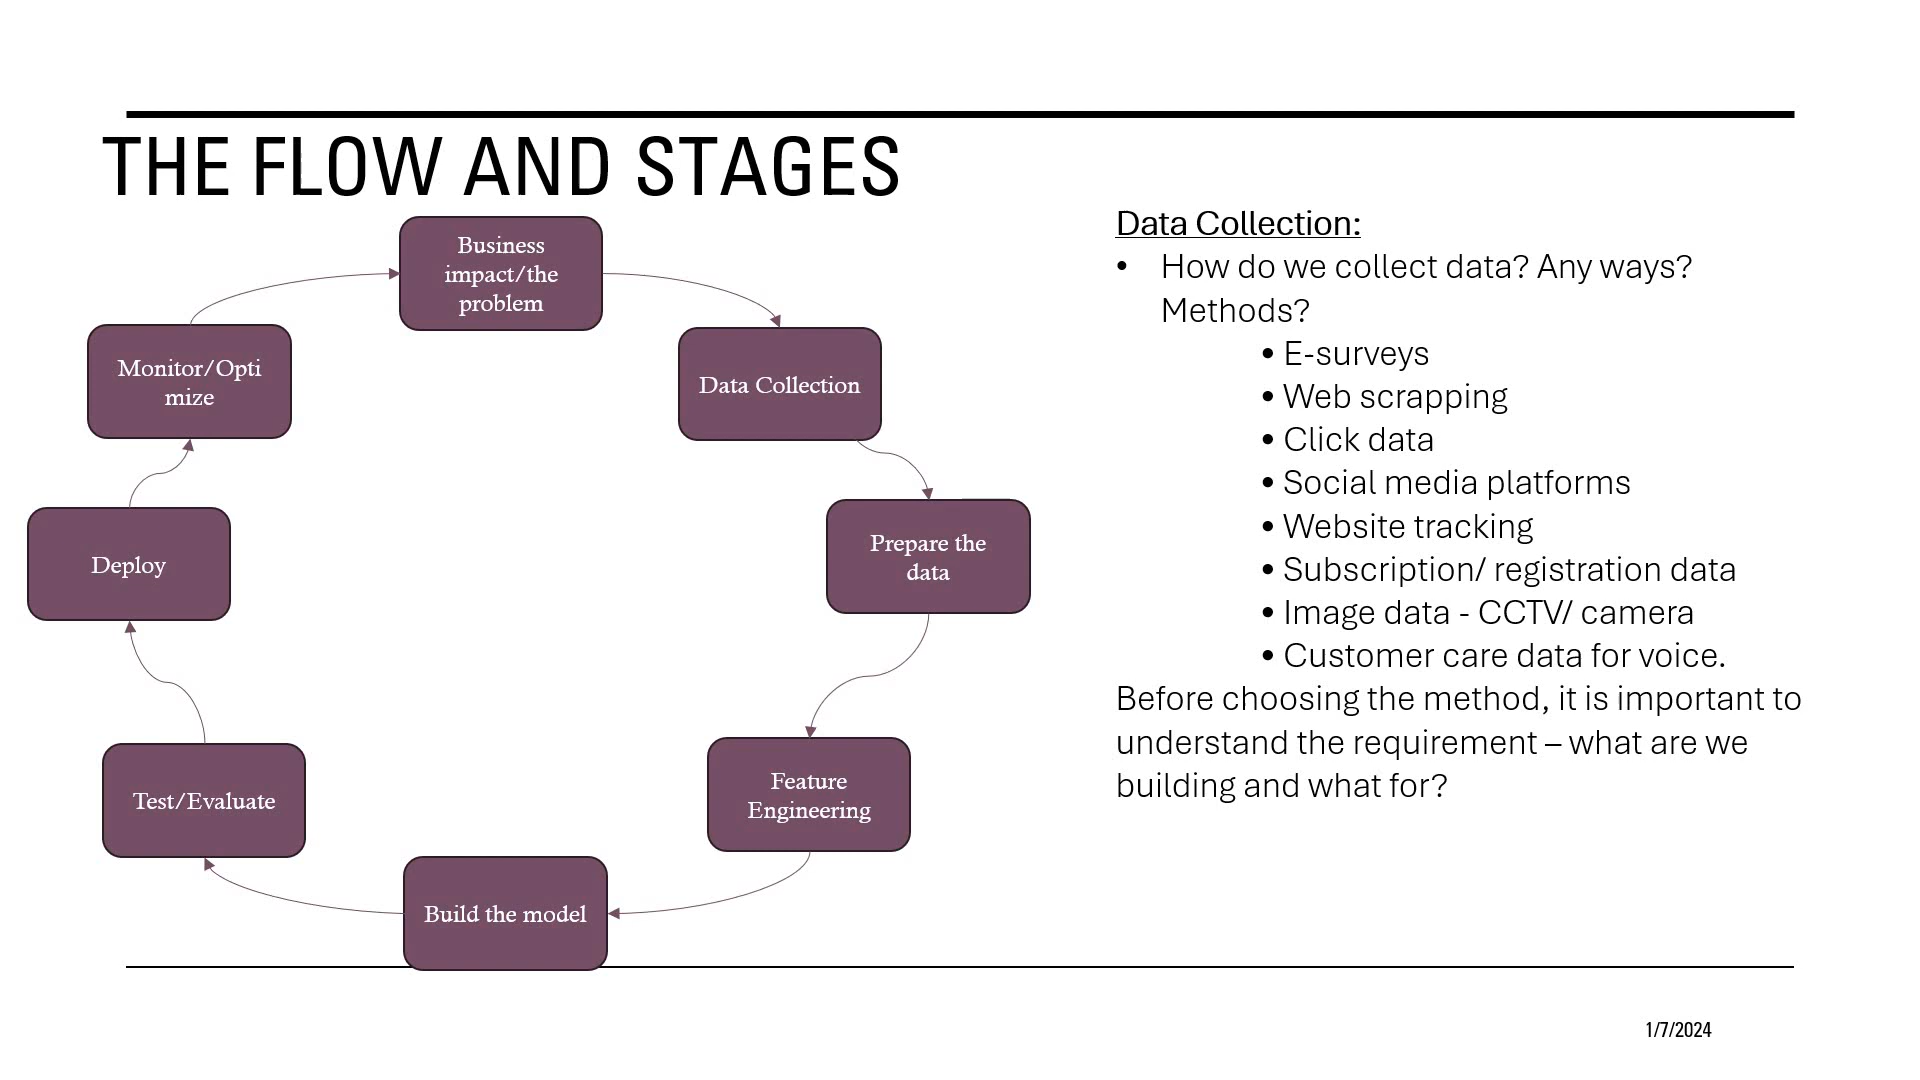 THE FLOW AND STAGES
Business
impact/the
problem
Data Collection
Prepare the
data
Feature
Engineering
Build the model
Test/Evaluate
Deploy
Monitor/Opti
mize
Data Collection:
• How do we collect data? Any ways?
Methods?
• E-surveys
• Web scrapping
• Click data
• Social media platforms
• Website tracking
• Subscription/ registration data
• Image data - CCTV/ camera
• Customer care data for voice.
Before choosing the method, it is important to
understand the requirement – what are we
building and what for?
1/7/2024